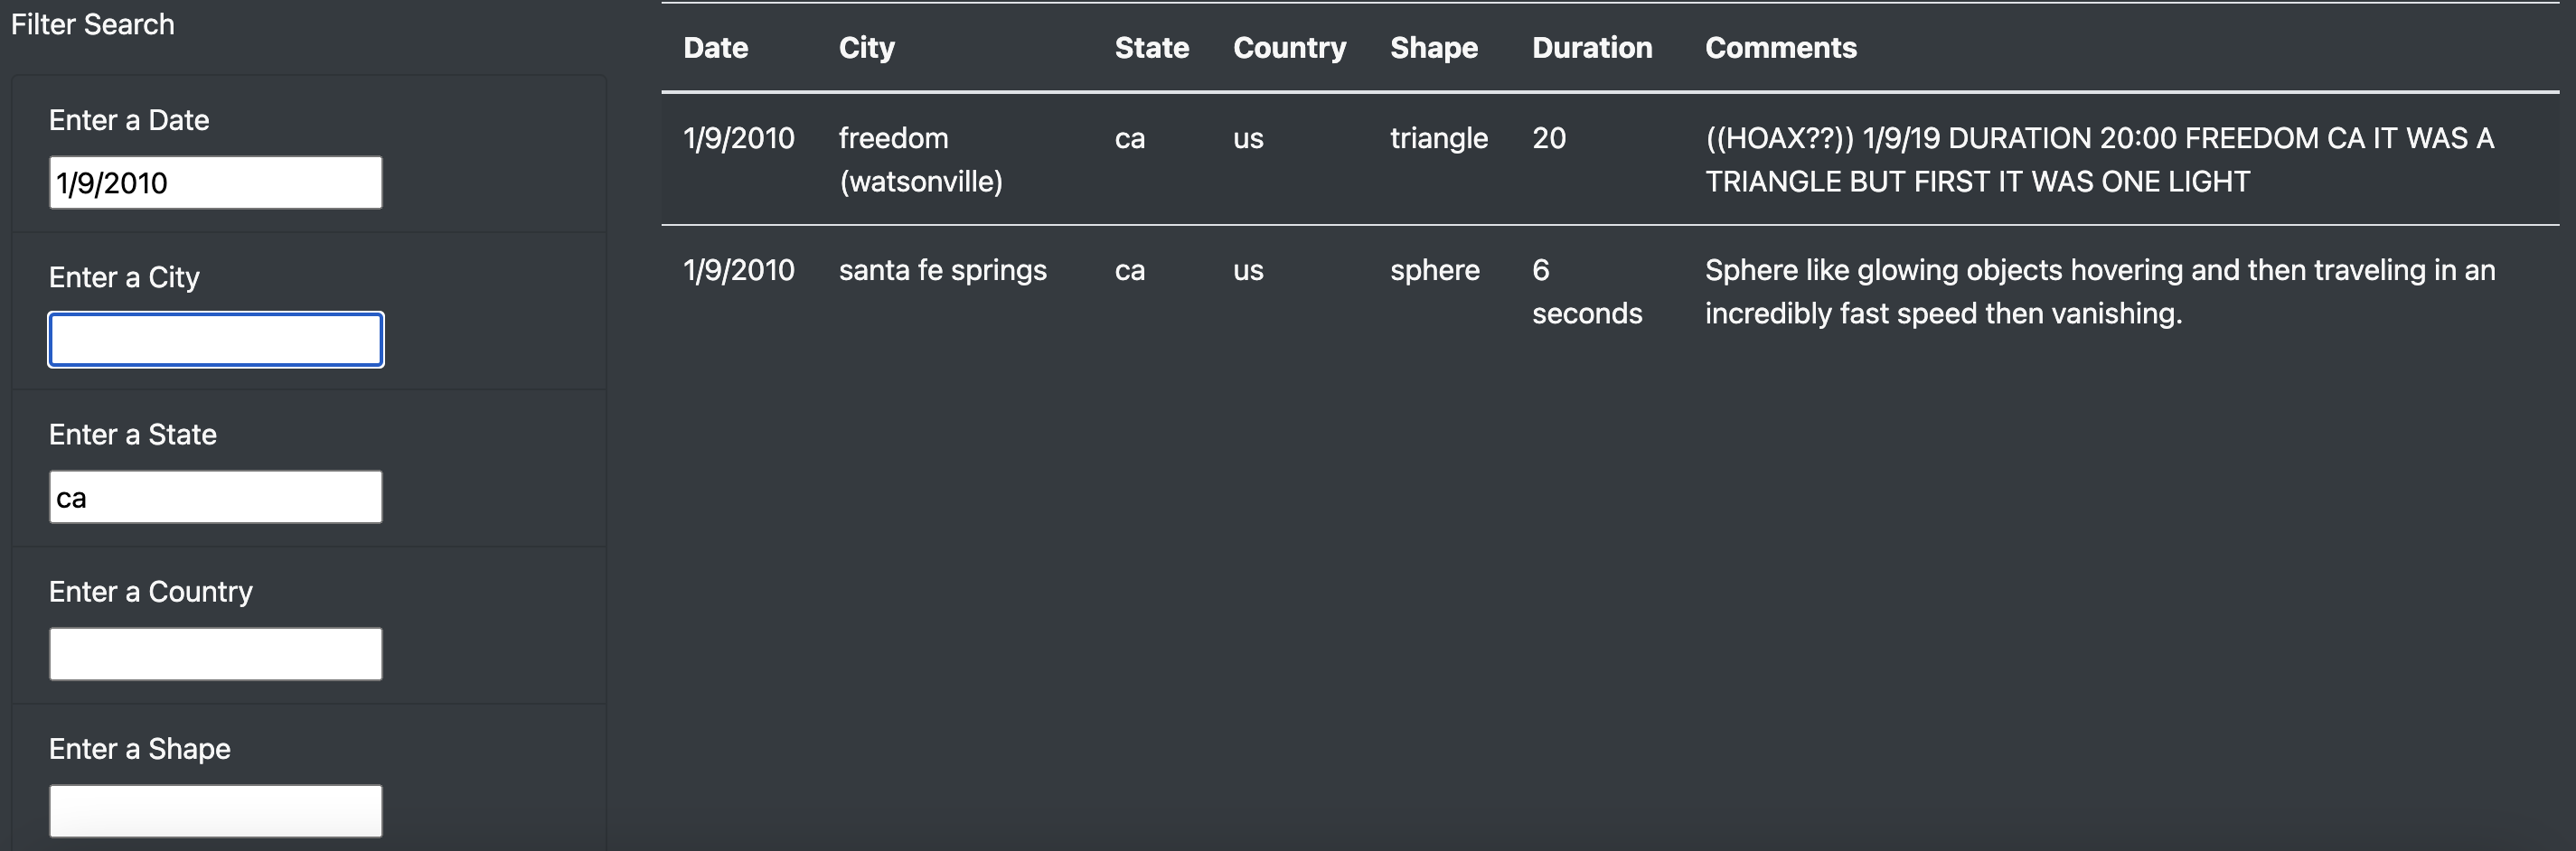 Filter Search
Enter a Date
1/9/2010
Enter a City
Enter a State
ca
Enter a Country
Enter a Shape
Date City State Country Shape Duration Comments
1/9/2010 freedom ca us triangle 20 ((HOAX??)) 1/9/19 DURATION 20:00 FREEDOM CA IT WAS A
(watsonville) TRIANGLE BUT FIRST IT WAS ONE LIGHT
1/9/2010 santa fe springs ca us sphere 6 Sphere like glowing objects hovering and then traveling in an
seconds incredibly fast speed then vanishing.